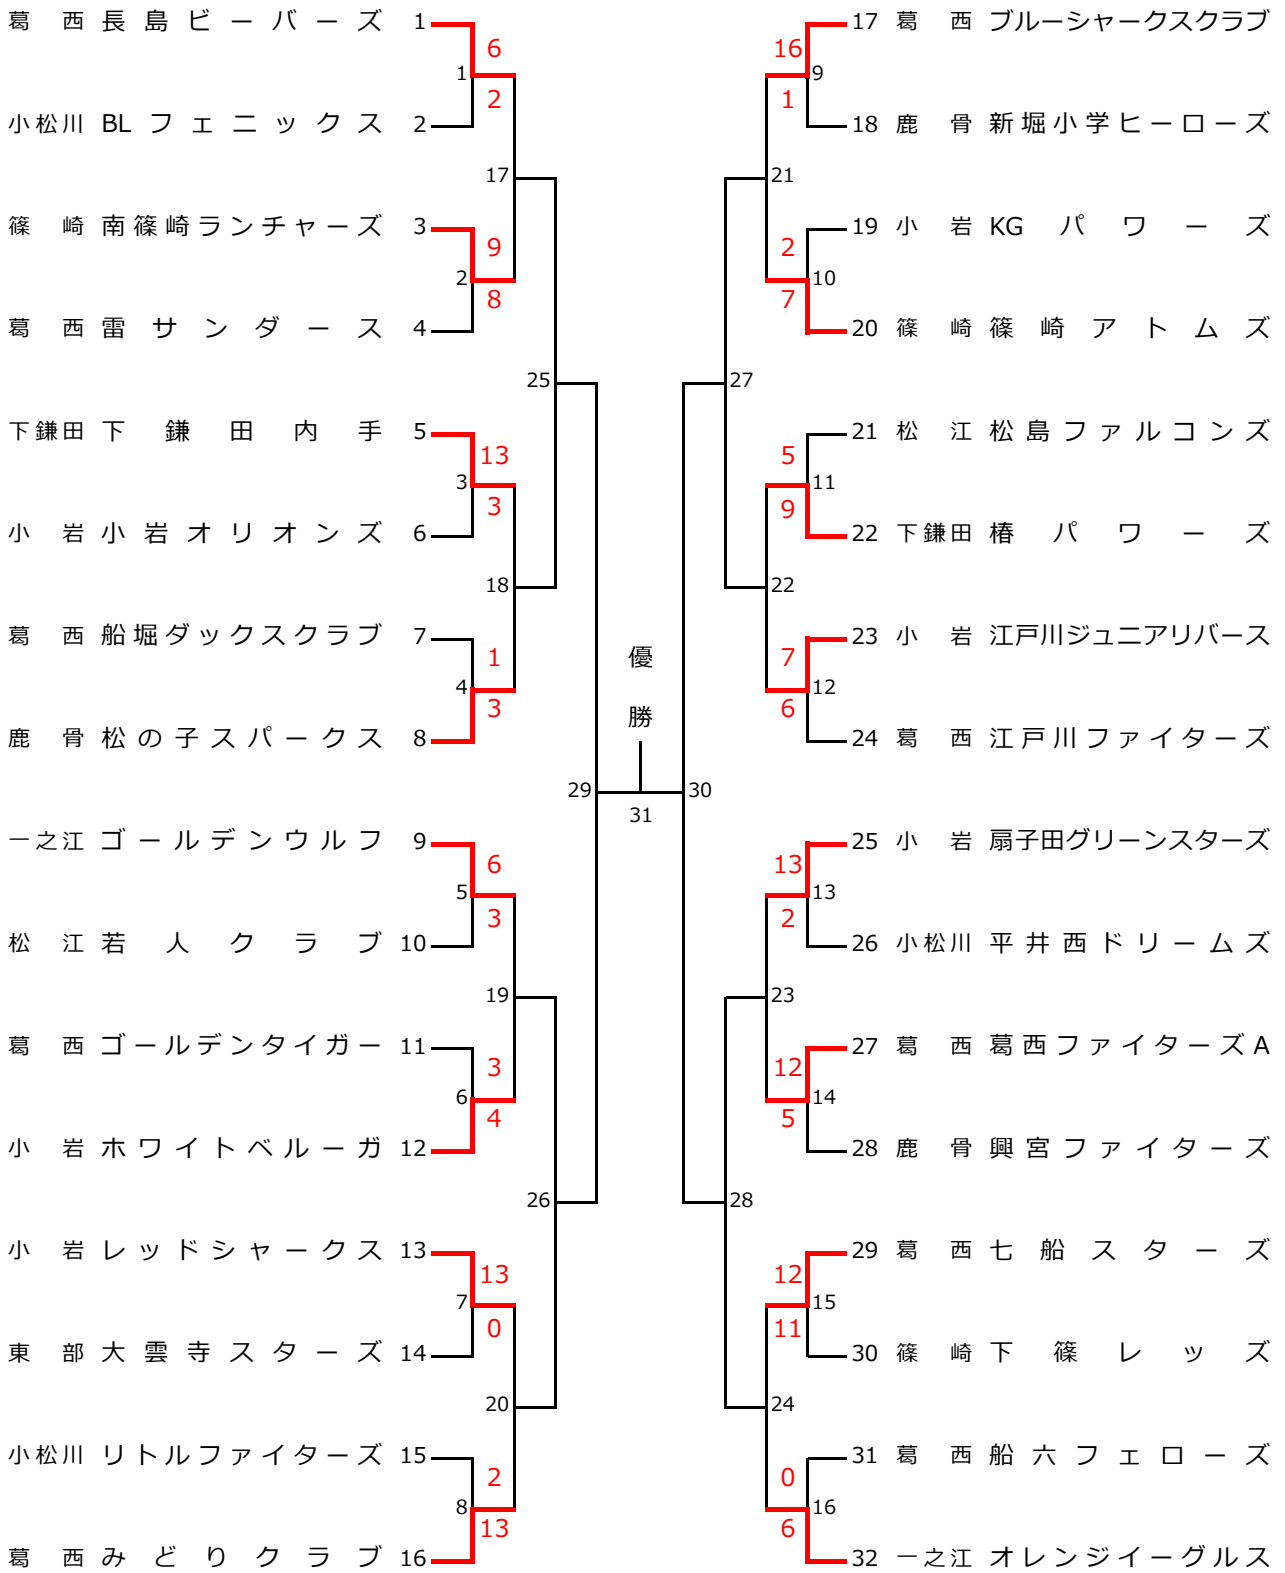 葛西 長島ビーバーズ 1
6
1
2
小松川 BLフェニックス 2
17
篠崎 南篠崎ランチャーズ 3
9
2
8
葛西 雷サンダース 4
25
下鎌田 下鎌田内手 5
13
3
3
小岩 小岩オリオンズ 6
18
葛西 船堀ダックスクラブ 7
1
4
3
鹿骨 松の子スパークス 8
29
一之江 ゴールデンウルフ 9
6
5
3
松江 若人クラブ 10
19
葛西 ゴールデンタイガー 11
3
6
4
小岩 ホワイトベルーガ 12
26
小岩 レッドシャークス 13
13
7
0
東部 大雲寺スターズ 14
20
小松川 リトルファイターズ 15
2
8
13
葛西 みどりクラブ 16
優勝
31
17 葛西 ブルーシャークスクラブ
16
9
1
18 鹿骨 新堀小学ヒーローズ
21
19 小岩 KGパワーズ
2
10
7
20 篠崎 篠崎アトムズ
27
21 松江 松島ファルコンズ
5
11
9
22 下鎌田 椿パワーズ
22
23 小岩 江戸川ジュニアリバース
7
12
6
24 葛西 江戸川ファイターズ
30
25 小岩 扇子田グリーンスターズ
13
13
2
26 小松川 平井西ドリームズ
23
27 葛西 葛西ファイターズA
12
14
5
28 鹿骨 興宮ファイターズ
28
29 葛西 七船スターズ
12
15
11
30 篠崎 下篠レッズ
24
31 葛西 船六フェローズ
0
16
6
32 一之江 オレンジイーグルス